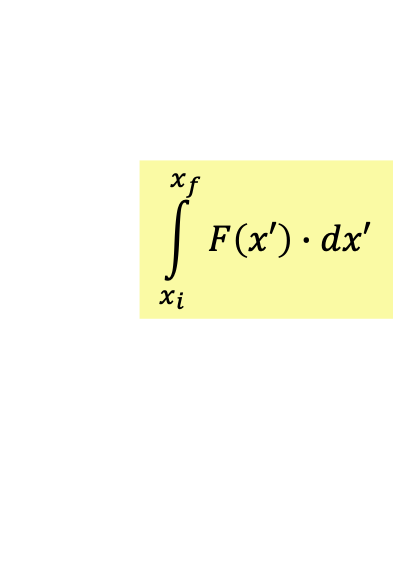 x_f
∫ F(x′) · dx′
x_i